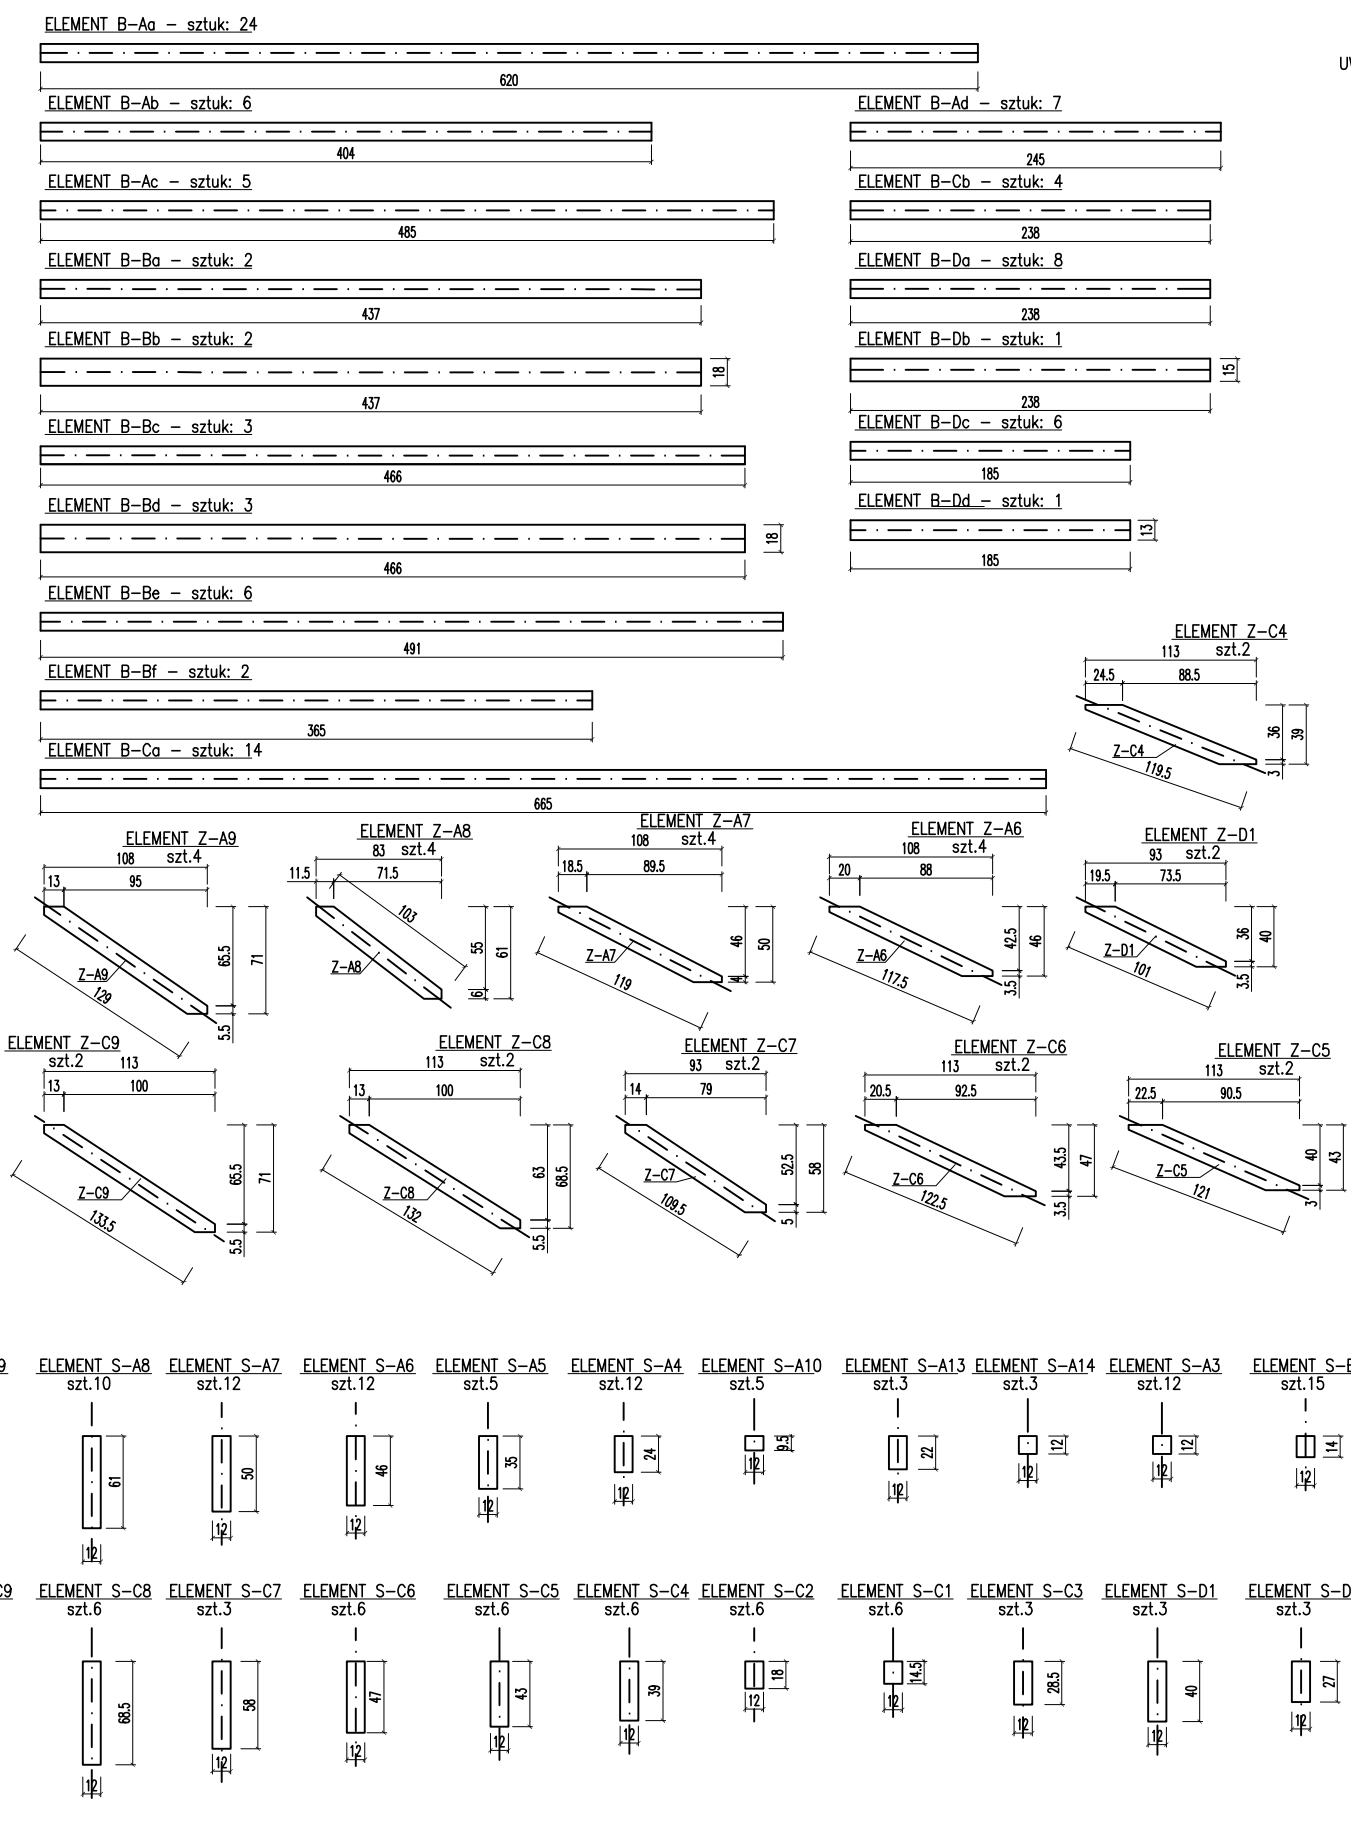 ELEMENT B-Aa - sztuk: 24
620
ELEMENT B-Ab - sztuk: 6
404
ELEMENT B-Ad - sztuk: 7
245
ELEMENT B-Ac - sztuk: 5
485
ELEMENT B-Cb - sztuk: 4
238
ELEMENT B-Ba - sztuk: 2
437
ELEMENT B-Da - sztuk: 8
238
ELEMENT B-Bb - sztuk: 2
18
437
ELEMENT B-Db - sztuk: 1
15
238
ELEMENT B-Bc - sztuk: 3
466
ELEMENT B-Dc - sztuk: 6
185
ELEMENT B-Bd - sztuk: 3
18
466
ELEMENT B-Dd - sztuk: 1
13
185
ELEMENT B-Be - sztuk: 6
491
ELEMENT B-Bf - sztuk: 2
365
ELEMENT Z-C4
113 szt.2
24.5 88.5
36 39
3
Z-C4
119.5
ELEMENT B-Ca - sztuk: 14
665
ELEMENT Z-A9
108 szt.4
13 95
65.5 71
5.5
Z-A9
129
ELEMENT Z-A8
83 szt.4
11.5 71.5
103
55 61
6
Z-A8
ELEMENT Z-A7
108 szt.4
18.5 89.5
46 50
4
Z-A7
119
ELEMENT Z-A6
108 szt.4
20 88
42.5 46
3.5
Z-A6
117.5
ELEMENT Z-D1
93 szt.2
19.5 73.5
36 40
3.5
Z-D1
101
ELEMENT Z-C9
szt.2 113
13 100
65.5 71
5.5
Z-C9
133.5
ELEMENT Z-C8
113 szt.2
13 100
63 68.5
5.5
Z-C8
132
ELEMENT Z-C7
93 szt.2
14 79
52.5 58
5
Z-C7
109.5
ELEMENT Z-C6
113 szt.2
20.5 92.5
43.5 47
3.5
Z-C6
122.5
ELEMENT Z-C5
113 szt.2
22.5 90.5
40 43
3
Z-C5
121
ELEMENT S-A8
szt.10
61
12
ELEMENT S-A7
szt.12
50
12
ELEMENT S-A6
szt.12
46
12
ELEMENT S-A5
szt.5
35
12
ELEMENT S-A4
szt.12
24
12
ELEMENT S-A10
szt.5
9.5
12
ELEMENT S-A13
szt.3
22
12
ELEMENT S-A14
szt.3
12
12
ELEMENT S-A3
szt.12
12
12
ELEMENT S-
szt.15
14
12
ELEMENT S-C8
szt.6
68.5
12
ELEMENT S-C7
szt.3
58
12
ELEMENT S-C6
szt.6
47
12
ELEMENT S-C5
szt.6
43
12
ELEMENT S-C4
szt.6
39
12
ELEMENT S-C2
szt.6
18
12
ELEMENT S-C1
szt.6
14.5
12
ELEMENT S-C3
szt.3
28.5
12
ELEMENT S-D1
szt.3
40
12
ELEMENT S-D
szt.3
27
12